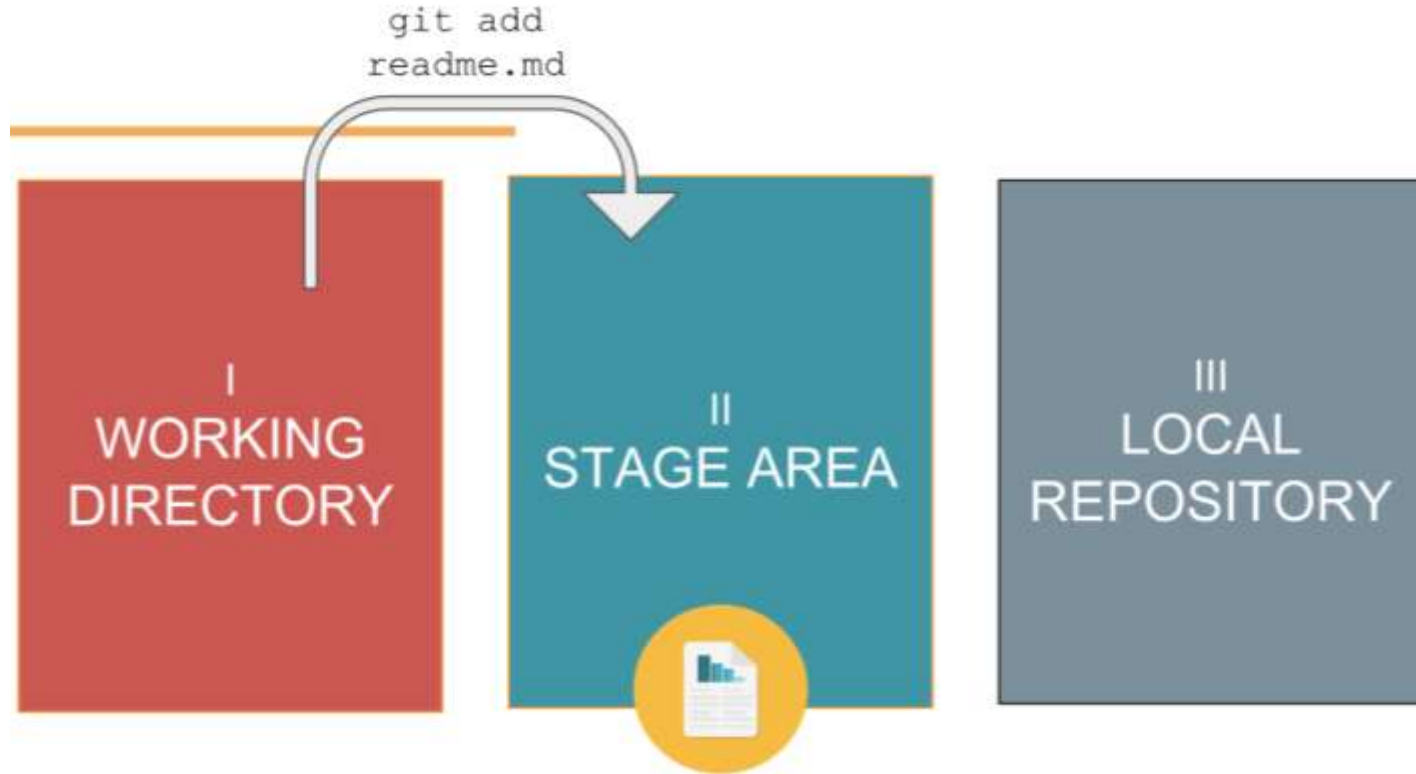 git add
readme.md
I
WORKING
DIRECTORY
II
STAGE AREA
III
LOCAL
REPOSITORY